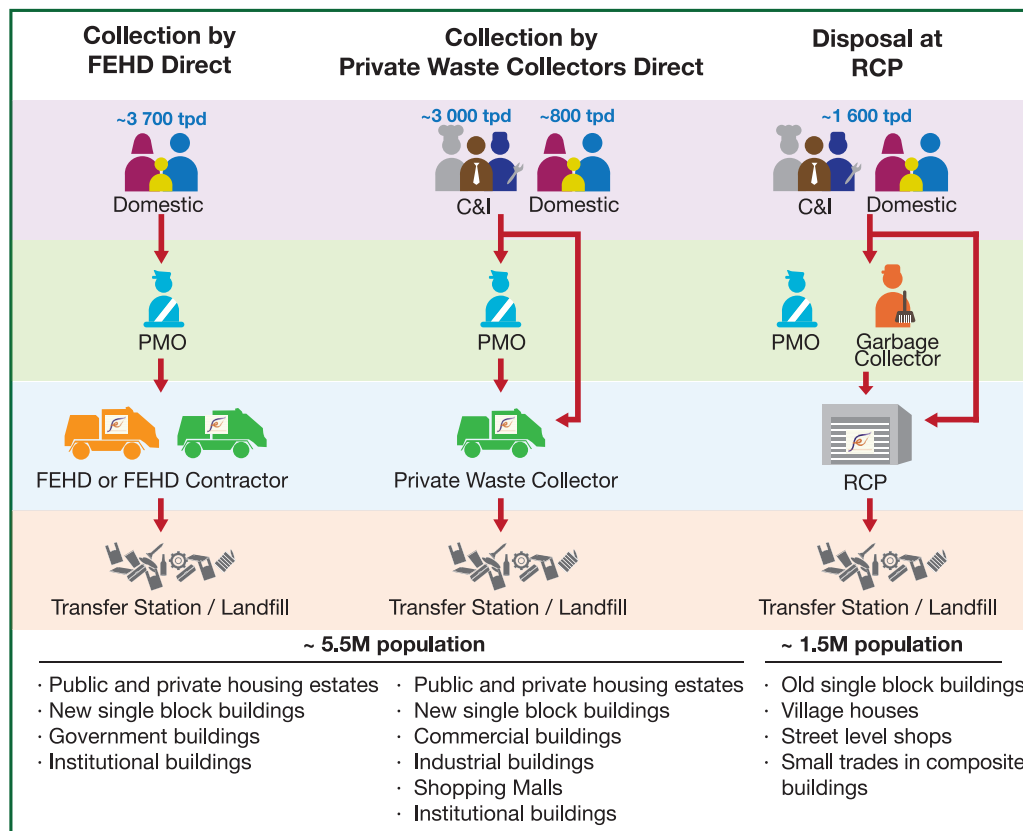 Collection by
FEHD Direct
Collection by
Private Waste Collectors Direct
Disposal at
RCP
~3 700 tpd
~3 000 tpd
~800 tpd
~1 600 tpd
Domestic
C&I
Domestic
C&I
Domestic
PMO
PMO
PMO
Garbage
Collector
FEHD or FEHD Contractor
Private Waste Collector
RCP
Transfer Station / Landfill
Transfer Station / Landfill
Transfer Station / Landfill
~ 5.5M population
~ 1.5M population
· Public and private housing estates
· New single block buildings
· Government buildings
· Institutional buildings
· Public and private housing estates
· New single block buildings
· Commercial buildings
· Industrial buildings
· Shopping Malls
· Institutional buildings
· Old single block buildings
· Village houses
· Street level shops
· Small trades in composite
buildings